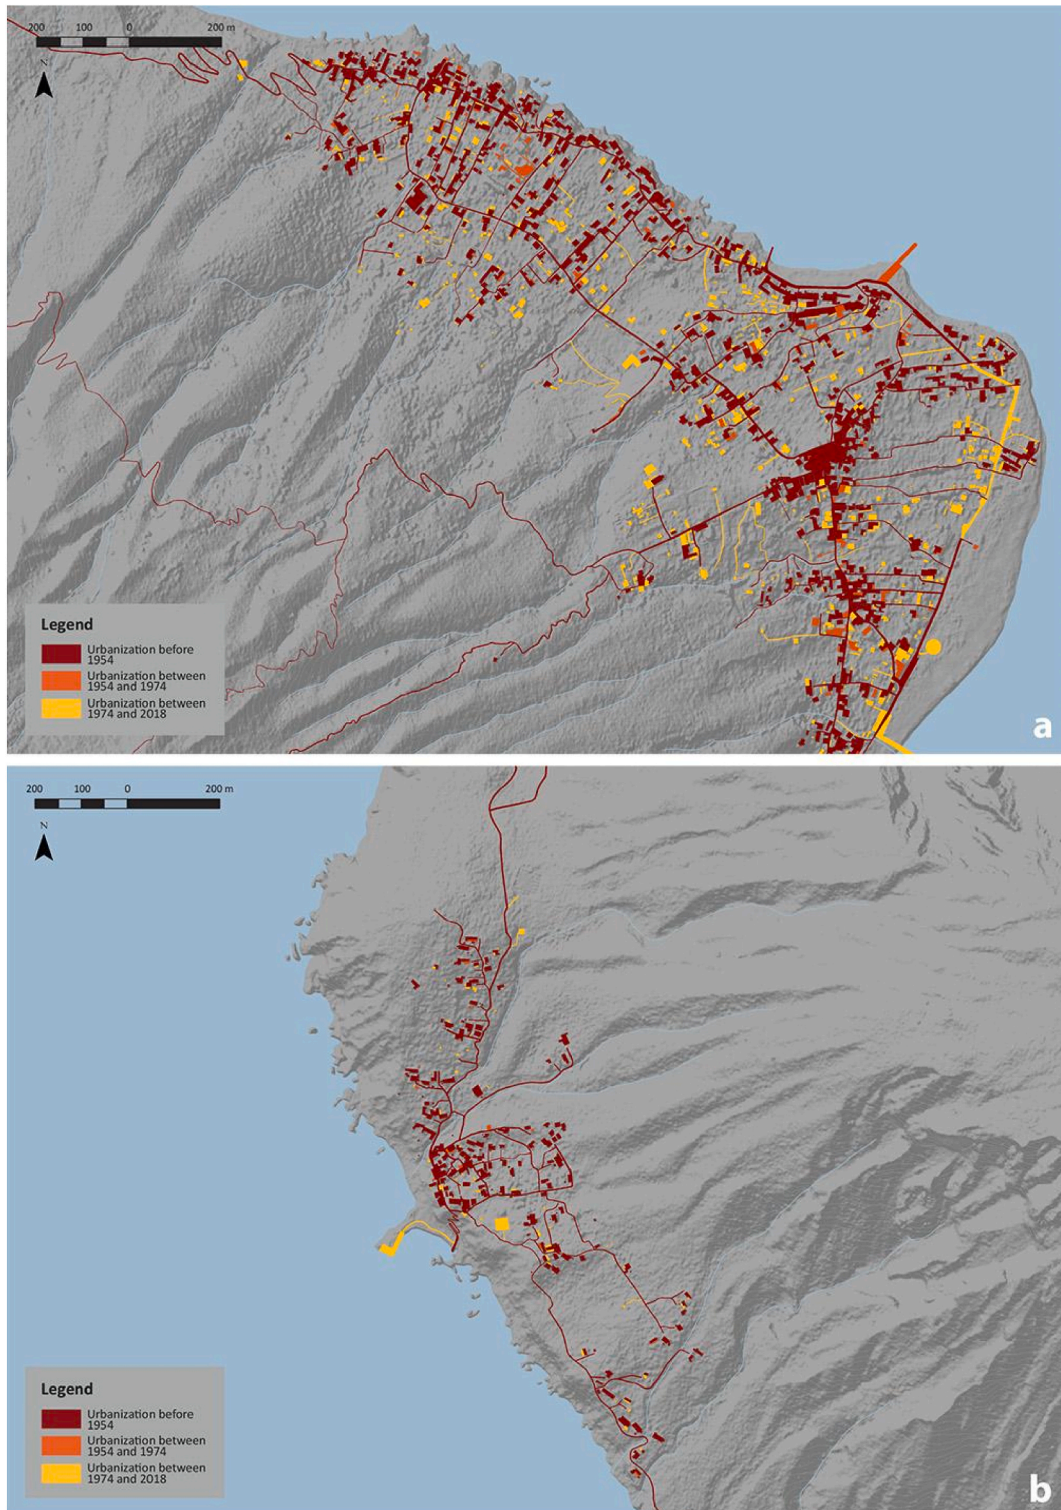 200 100 0 200 m
N
Legend
Urbanization before
1954
Urbanization between
1954 and 1974
Urbanization between
1974 and 2018
a
200 100 0 200 m
N
Legend
Urbanization before
1954
Urbanization between
1954 and 1974
Urbanization between
1974 and 2018
b